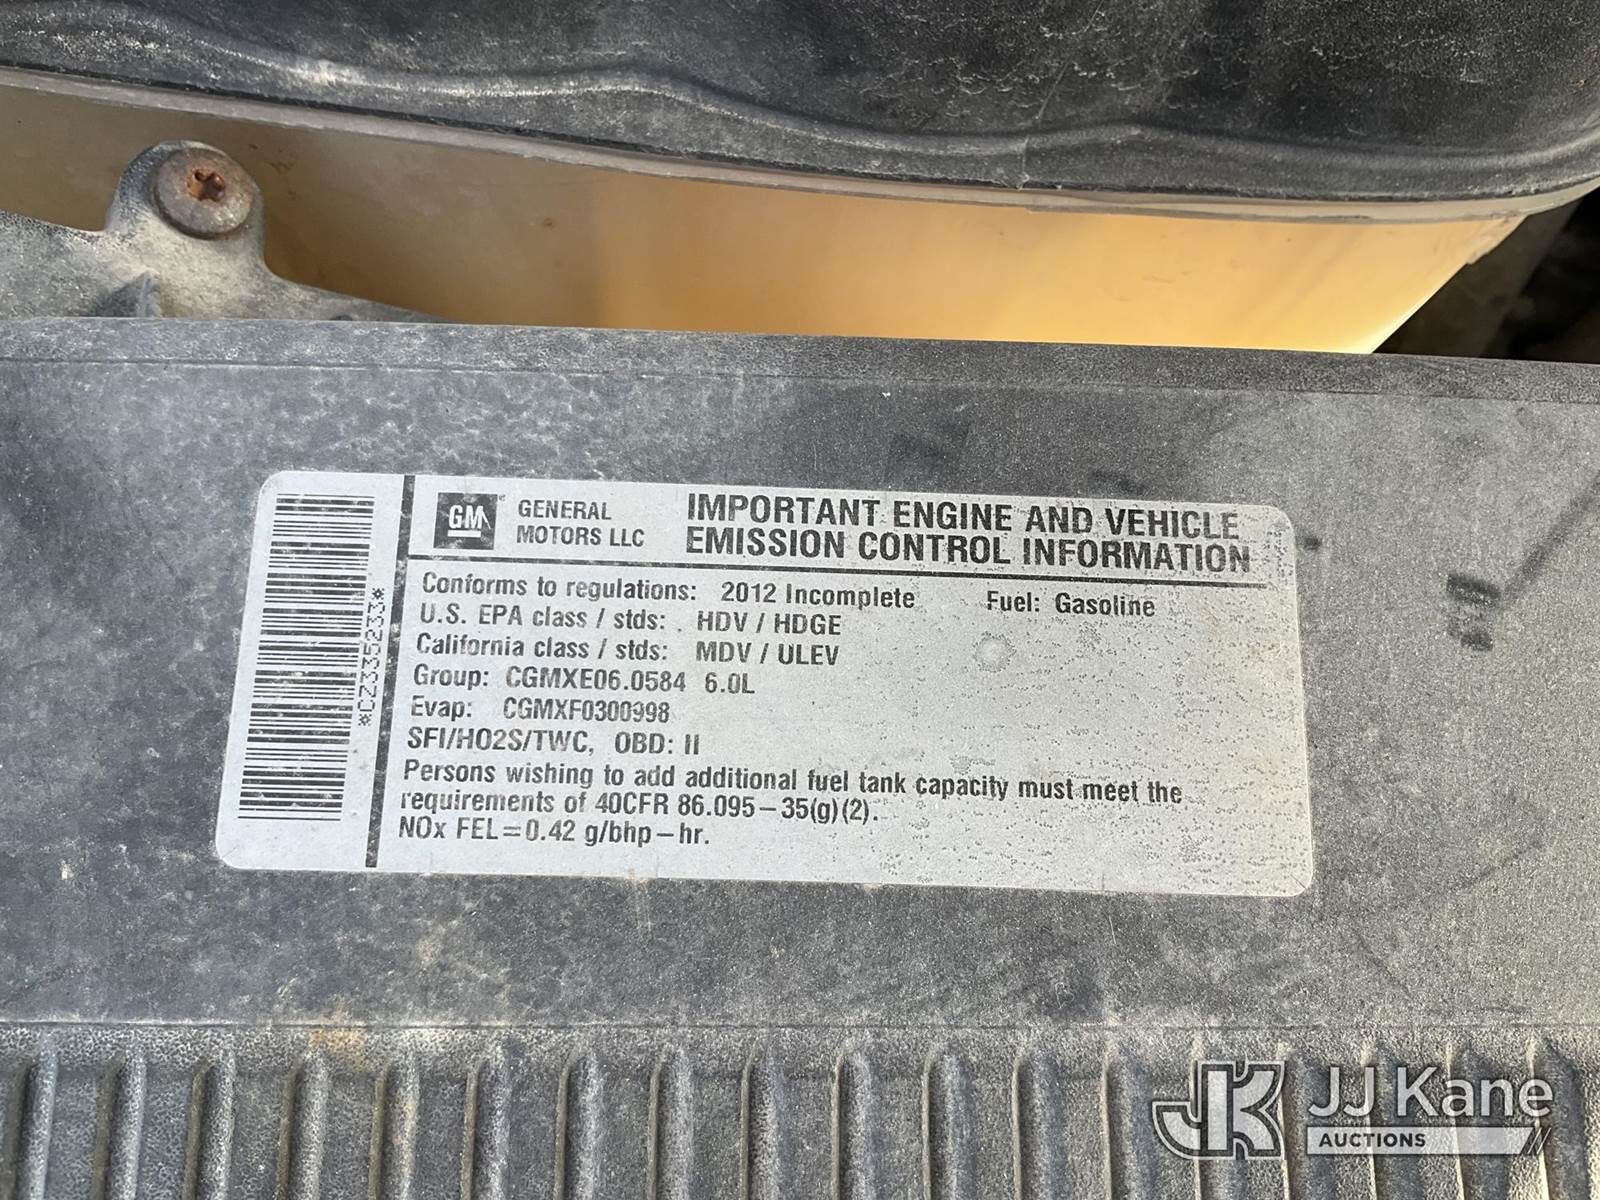 GM GENERAL MOTORS LLC
IMPORTANT ENGINE AND VEHICLE
EMISSION CONTROL INFORMATION
Conforms to regulations: 2012 Incomplete Fuel: Gasoline
U.S. EPA class / stds: HDV / HDGE
California class / stds: MDV / ULEV
Group: CGMXE06.0584 6.0L
Evap: CGMXF0300998
SFI/HO2S/TWC, OBD: II
Persons wishing to add additional fuel tank capacity must meet the
requirements of 40CFR 86.095-35(g)(2).
NOx FEL=0.42 g/bhp-hr.
*CZ335233*
JK JJ Kane
AUCTIONS